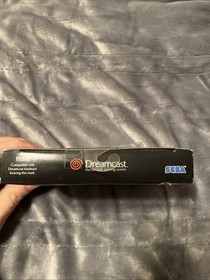 Compatible with
Dreamcast hardware
bearing this mark.
Dreamcast.
SEGA